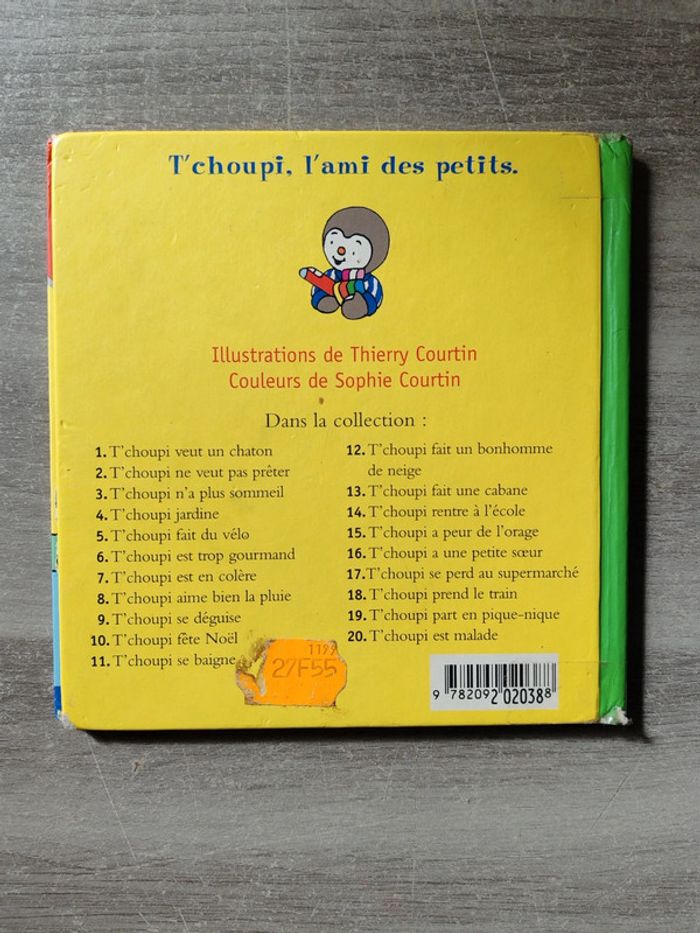 T'choupi, l'ami des petits.
Illustrations de Thierry Courtin
Couleurs de Sophie Courtin
Dans la collection :
1. T'choupi veut un chaton
2. T'choupi ne veut pas prêter
3. T'choupi n'a plus sommeil
4. T'choupi jardine
5. T'choupi fait du vélo
6. T'choupi est trop gourmand
7. T'choupi est en colère
8. T'choupi aime bien la pluie
9. T'choupi se déguise
10. T'choupi fête Noël
11. T'choupi se baigne
12. T'choupi fait un bonhomme
de neige
13. T'choupi fait une cabane
14. T'choupi rentre à l'école
15. T'choupi a peur de l'orage
16. T'choupi a une petite sœur
17. T'choupi se perd au supermarché
18. T'choupi prend le train
19. T'choupi part en pique-nique
20. T'choupi est malade
1199
27F55
9 782092 020388